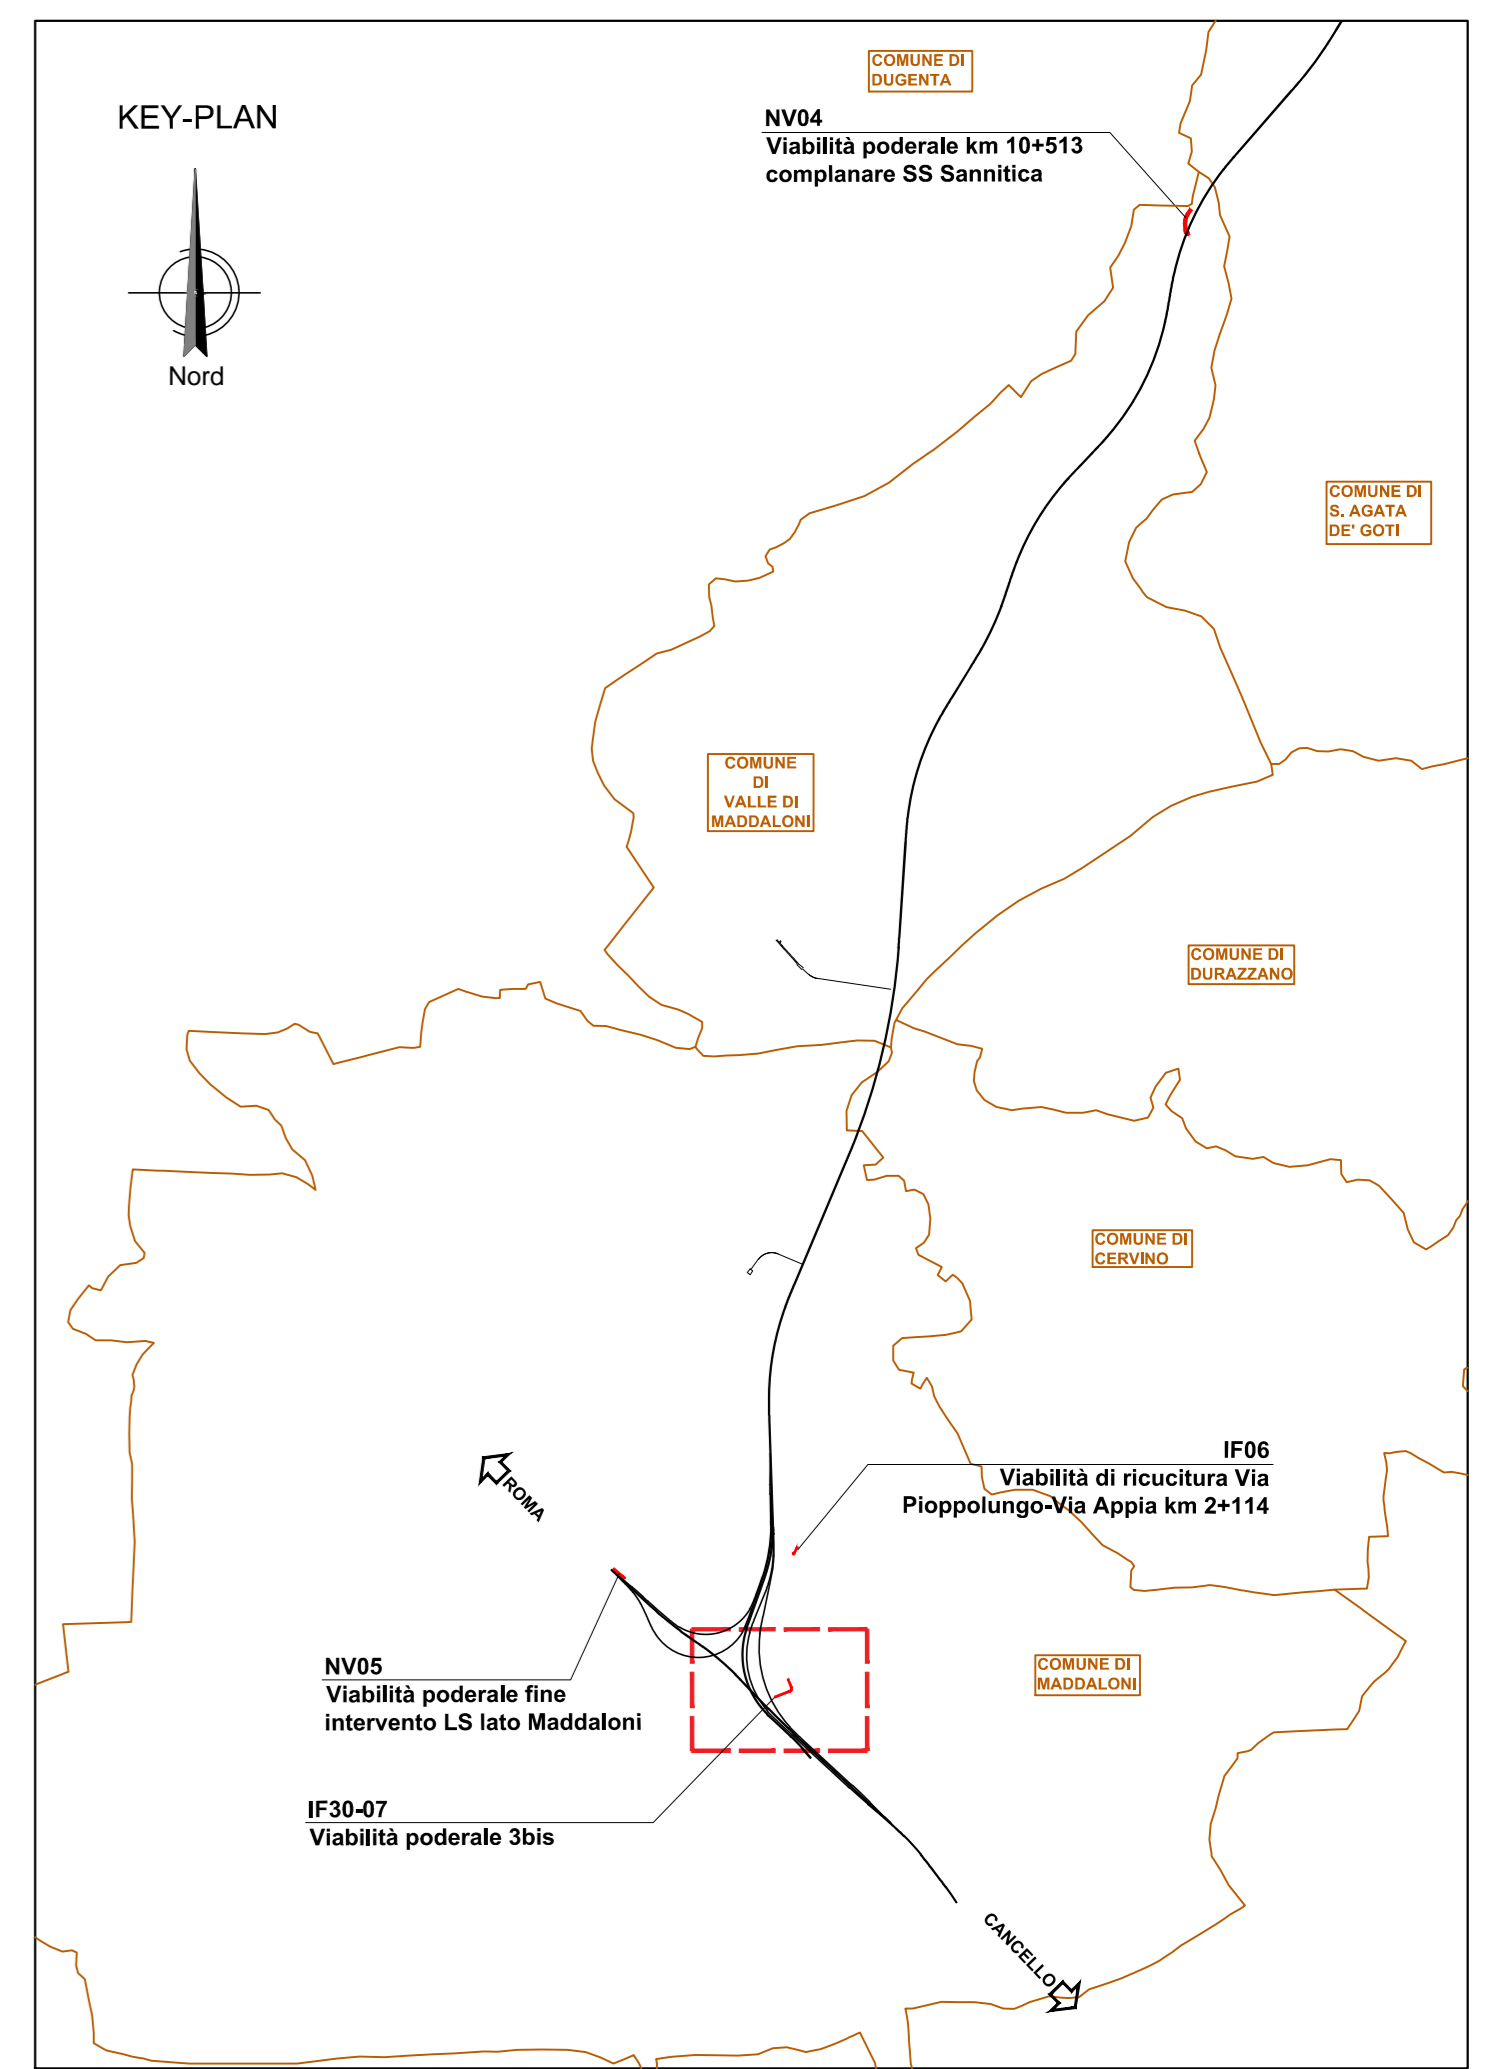 COMUNE DI
DUGENTA
KEY-PLAN
NV04
Viabilità poderale km 10+513
complanare SS Sannitica
Nord
COMUNE DI
S. AGATA
DE' GOTI
COMUNE
DI
VALLE DI
MADDALONI
COMUNE DI
DURAZZANO
COMUNE DI
CERVINO
IF06
Viabilità di ricucitura Via
Pioppolungo-Via Appia km 2+114
ROMA
NV05
Viabilità poderale fine
intervento LS lato Maddaloni
COMUNE DI
MADDALONI
IF30-07
Viabilità poderale 3bis
CANCELLO